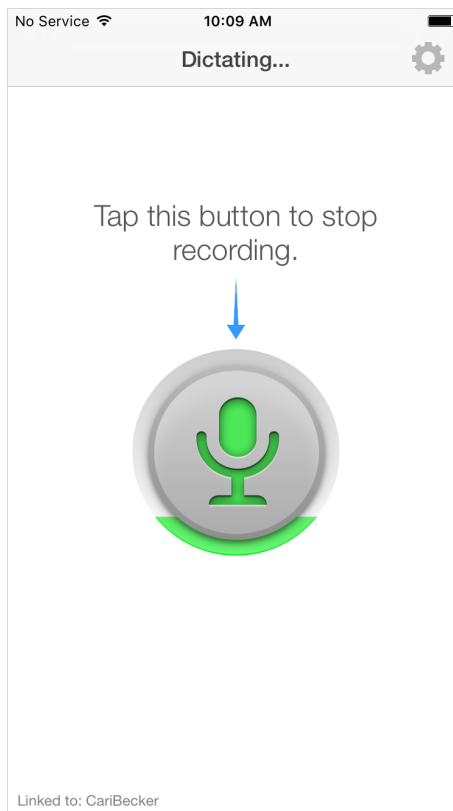 No Service 10:09 AM
Dictating...
Tap this button to stop
recording.
Linked to: CariBecker